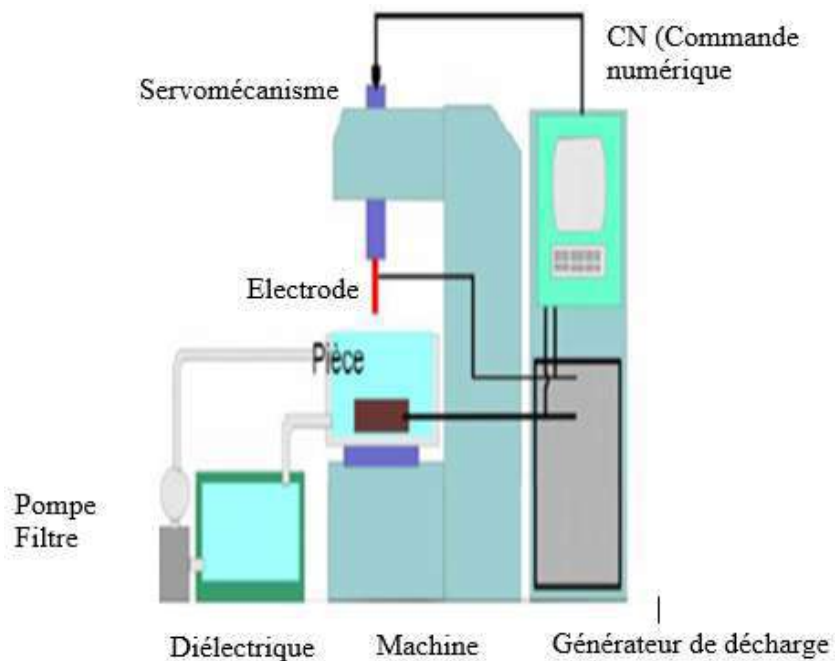 CN (Commande
numérique
Servomécanisme
Electrode
Pièce
Pompe
Filtre
Diélectrique
Machine
Générateur de décharge